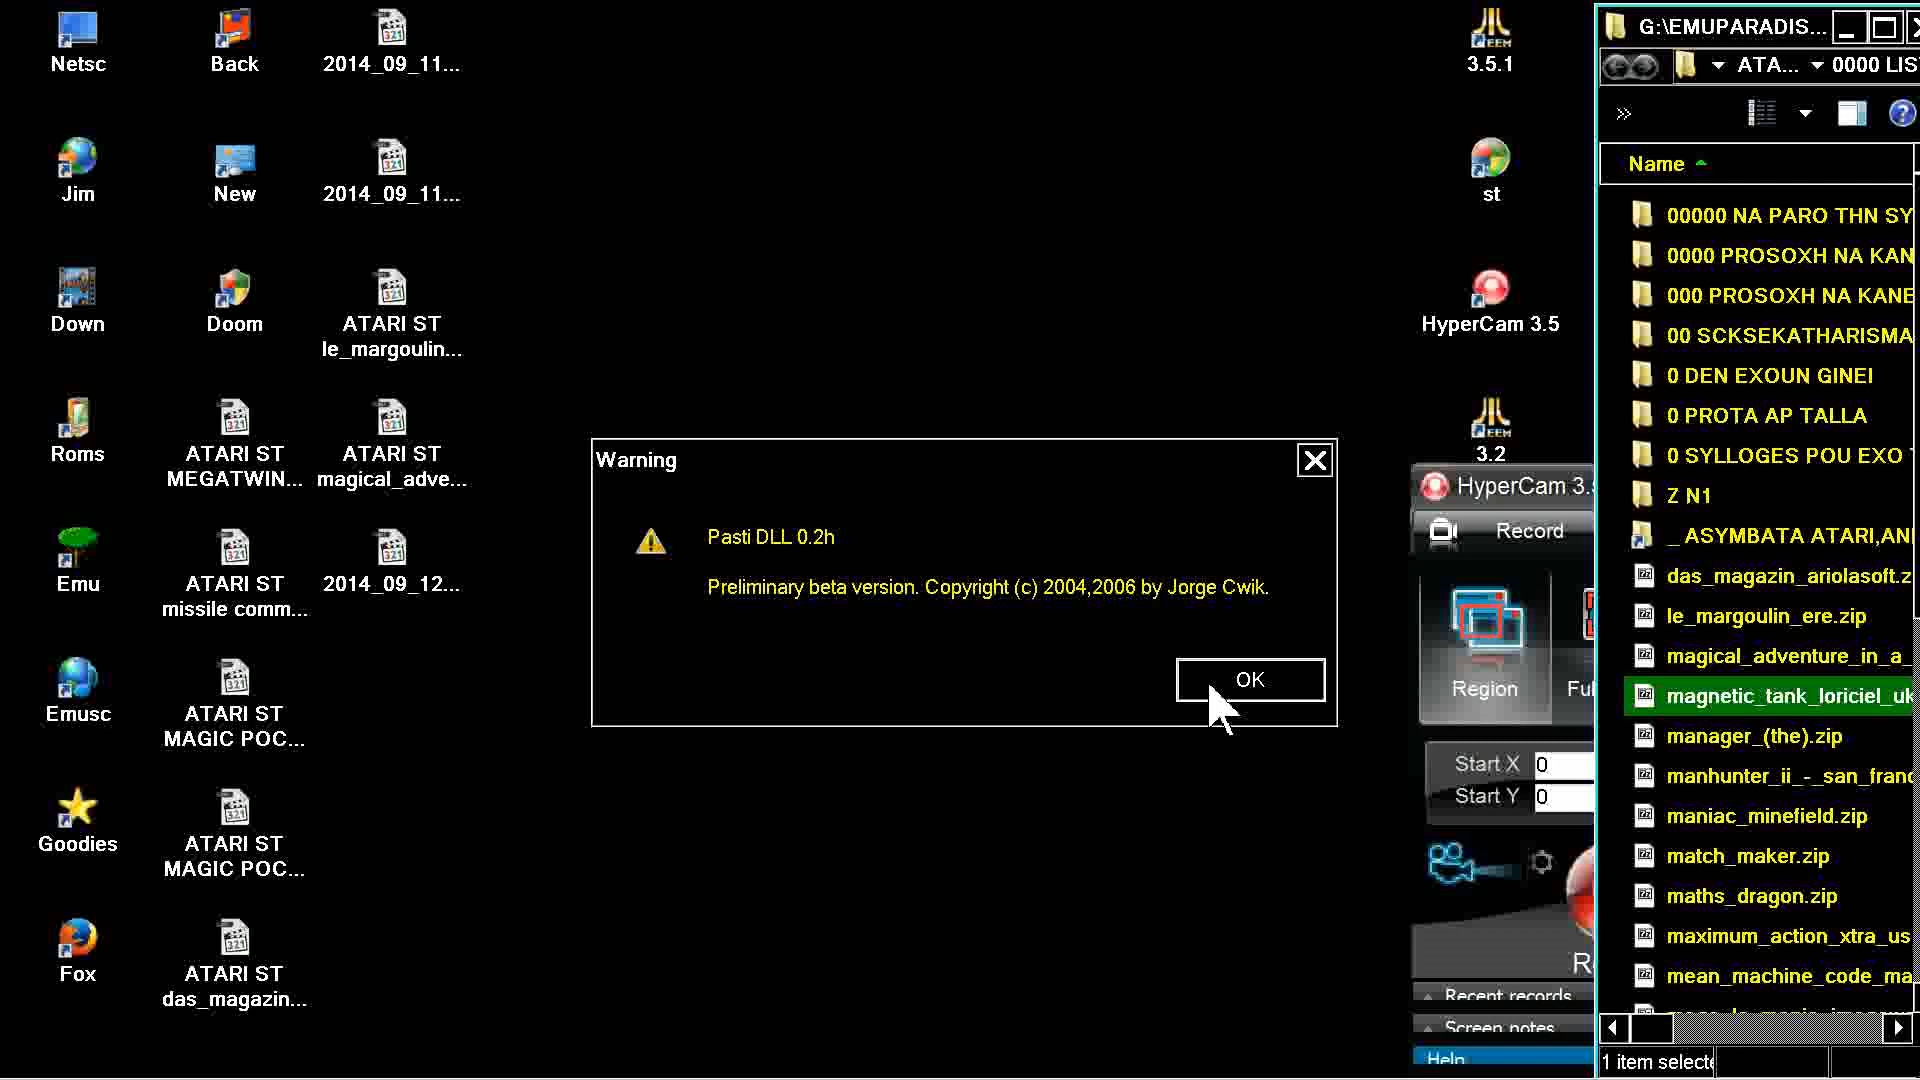 Netsc
Back
2014_09_11...
Jim
New
2014_09_11...
Down
Doom
ATARI ST
le_margoulin...
Roms
ATARI ST
MEGATWIN...
ATARI ST
magical_adve...
Emu
ATARI ST
missile comm...
2014_09_12...
Emusc
ATARI ST
MAGIC POC...
Goodies
ATARI ST
MAGIC POC...
Fox
ATARI ST
das_magazin...
Warning
Pasti DLL 0.2h
Preliminary beta version. Copyright (c) 2004,2006 by Jorge Cwik.
OK
EEM
3.5.1
st
HyperCam 3.5
EEM
3.2
HyperCam 3.
Record
Region
Ful
Start X 0
Start Y 0
Re
Recent records
Screen notes
Help
G:\EMUPARADIS...
ATA... 0000 LIS
Name
00000 NA PARO THN SY
0000 PROSOXH NA KAN
000 PROSOXH NA KANE
00 SCKSEKATHARISMA
0 DEN EXOUN GINEI
0 PROTA AP TALLA
0 SYLLOGES POU EXO
Z N1
_ ASYMBATA ATARI,AN
das_magazin_ariolasoft.z
le_margoulin_ere.zip
magical_adventure_in_a_
magnetic_tank_loriciel_uk
manager_(the).zip
manhunter_ii_-_san_franc
maniac_minefield.zip
match_maker.zip
maths_dragon.zip
maximum_action_xtra_us
mean_machine_code_ma
1 item selecte